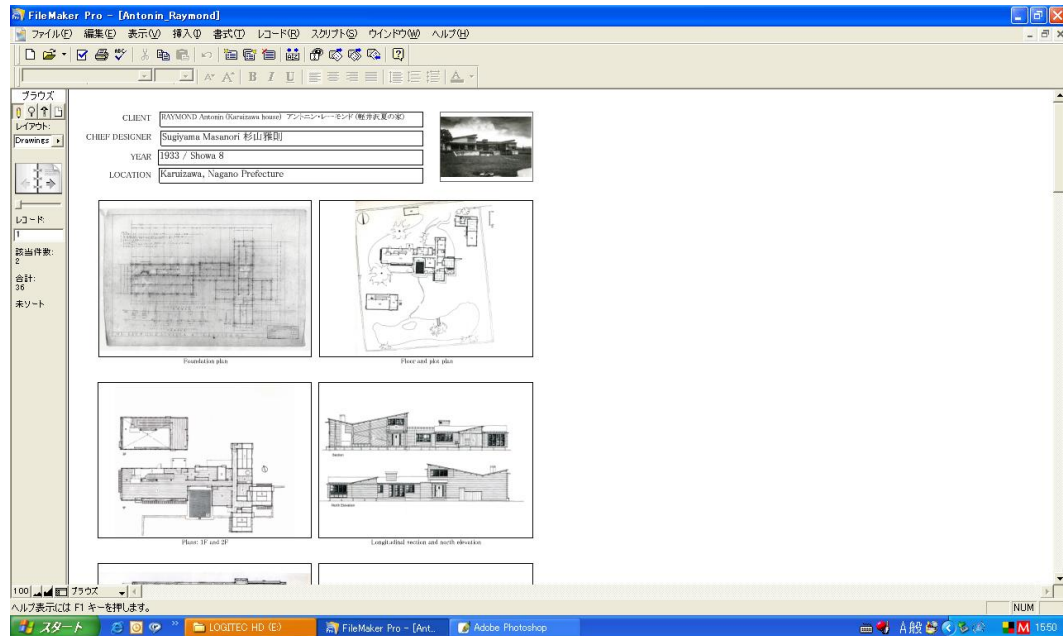 FileMaker Pro - [Antonin_Raymond]
ファイル(F) 編集(E) 表示(V) 挿入(I) 書式(T) レコード(R) スクリプト(S) ウインドウ(W) ヘルプ(H)
ブラウズ
レイアウト:
Drawings
レコード:
1
該当件数:
2
合計:
36
未ソート
CLIENT RAYMOND Antonin (Karuizawa house) アントニン・レーモンド (軽井沢夏の家)
CHIEF DESIGNER Sugiyama Masanori 杉山雅則
YEAR 1933 / Showa 8
LOCATION Karuizawa, Nagano Prefecture
Foundation plan
Floor and plot plan
Plans: 1F and 2F
Longitudinal section and north elevation
100 ブラウズ
ヘルプ表示には F1 キーを押します。
NUM
スタート
LOGITEC HD (E:)
FileMaker Pro - [Ant...
Adobe Photoshop
A 般
15:50